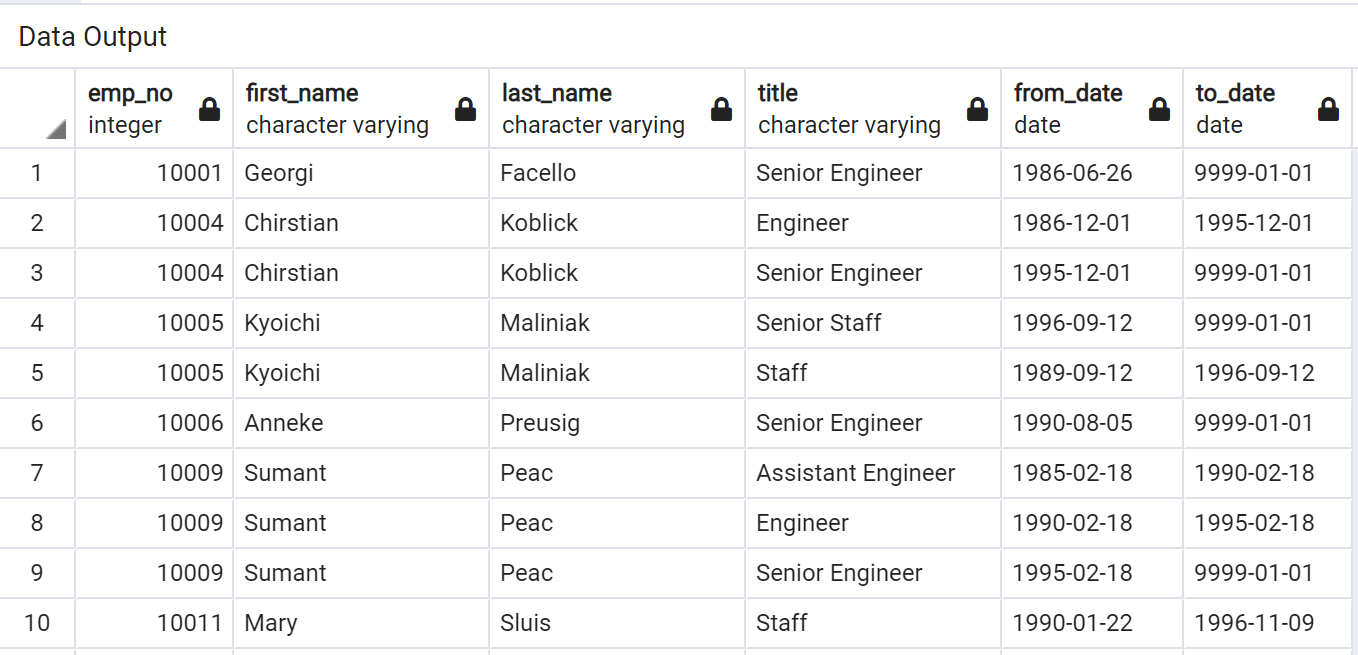 Data Output
emp_no first_name last_name title from_date to_date
integer character varying character varying character varying date date
1 10001 Georgi Facello Senior Engineer 1986-06-26 9999-01-01
2 10004 Chirstian Koblick Engineer 1986-12-01 1995-12-01
3 10004 Chirstian Koblick Senior Engineer 1995-12-01 9999-01-01
4 10005 Kyoichi Maliniak Senior Staff 1996-09-12 9999-01-01
5 10005 Kyoichi Maliniak Staff 1989-09-12 1996-09-12
6 10006 Anneke Preusig Senior Engineer 1990-08-05 9999-01-01
7 10009 Sumant Peac Assistant Engineer 1985-02-18 1990-02-18
8 10009 Sumant Peac Engineer 1990-02-18 1995-02-18
9 10009 Sumant Peac Senior Engineer 1995-02-18 9999-01-01
10 10011 Mary Sluis Staff 1990-01-22 1996-11-09